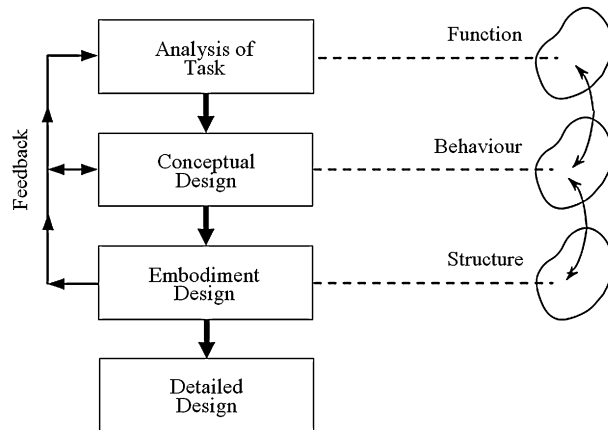 Analysis of
Task
Function
Feedback
Conceptual
Design
Behaviour
Embodiment
Design
Structure
Detailed
Design